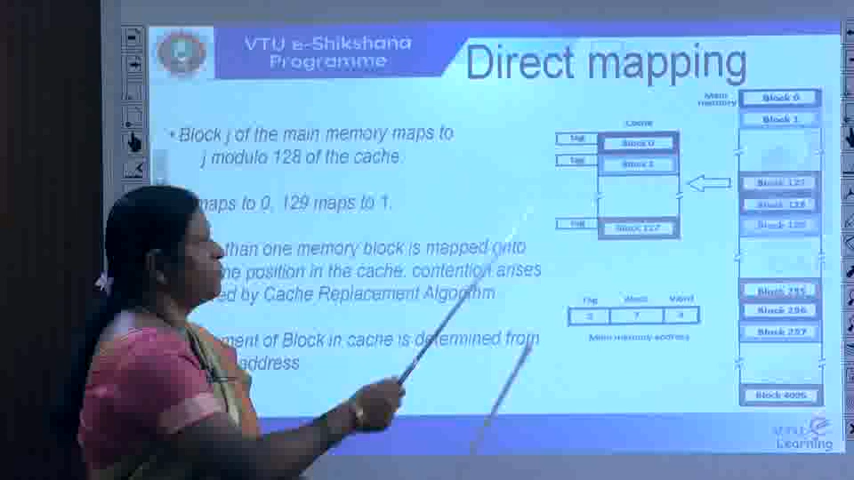 VTU e-Shikshana
Programme
Direct mapping
• Block j of the main memory maps to
j modulo 128 of the cache.
maps to 0, 129 maps to 1.
than one memory block is mapped onto
position in the cache, contention arises
by Cache Replacement Algorithm
of Block in cache is determined from
address
Cache
Tag
Block 0
Tag
Block 1
Tag
Block 127
Main
memory
Block 0
Block 1
Block 127
Block 128
Block 129
Block 255
Block 256
Block 257
Block 4095
Tag
Block
Word
5
7
4
Main memory address
Learning